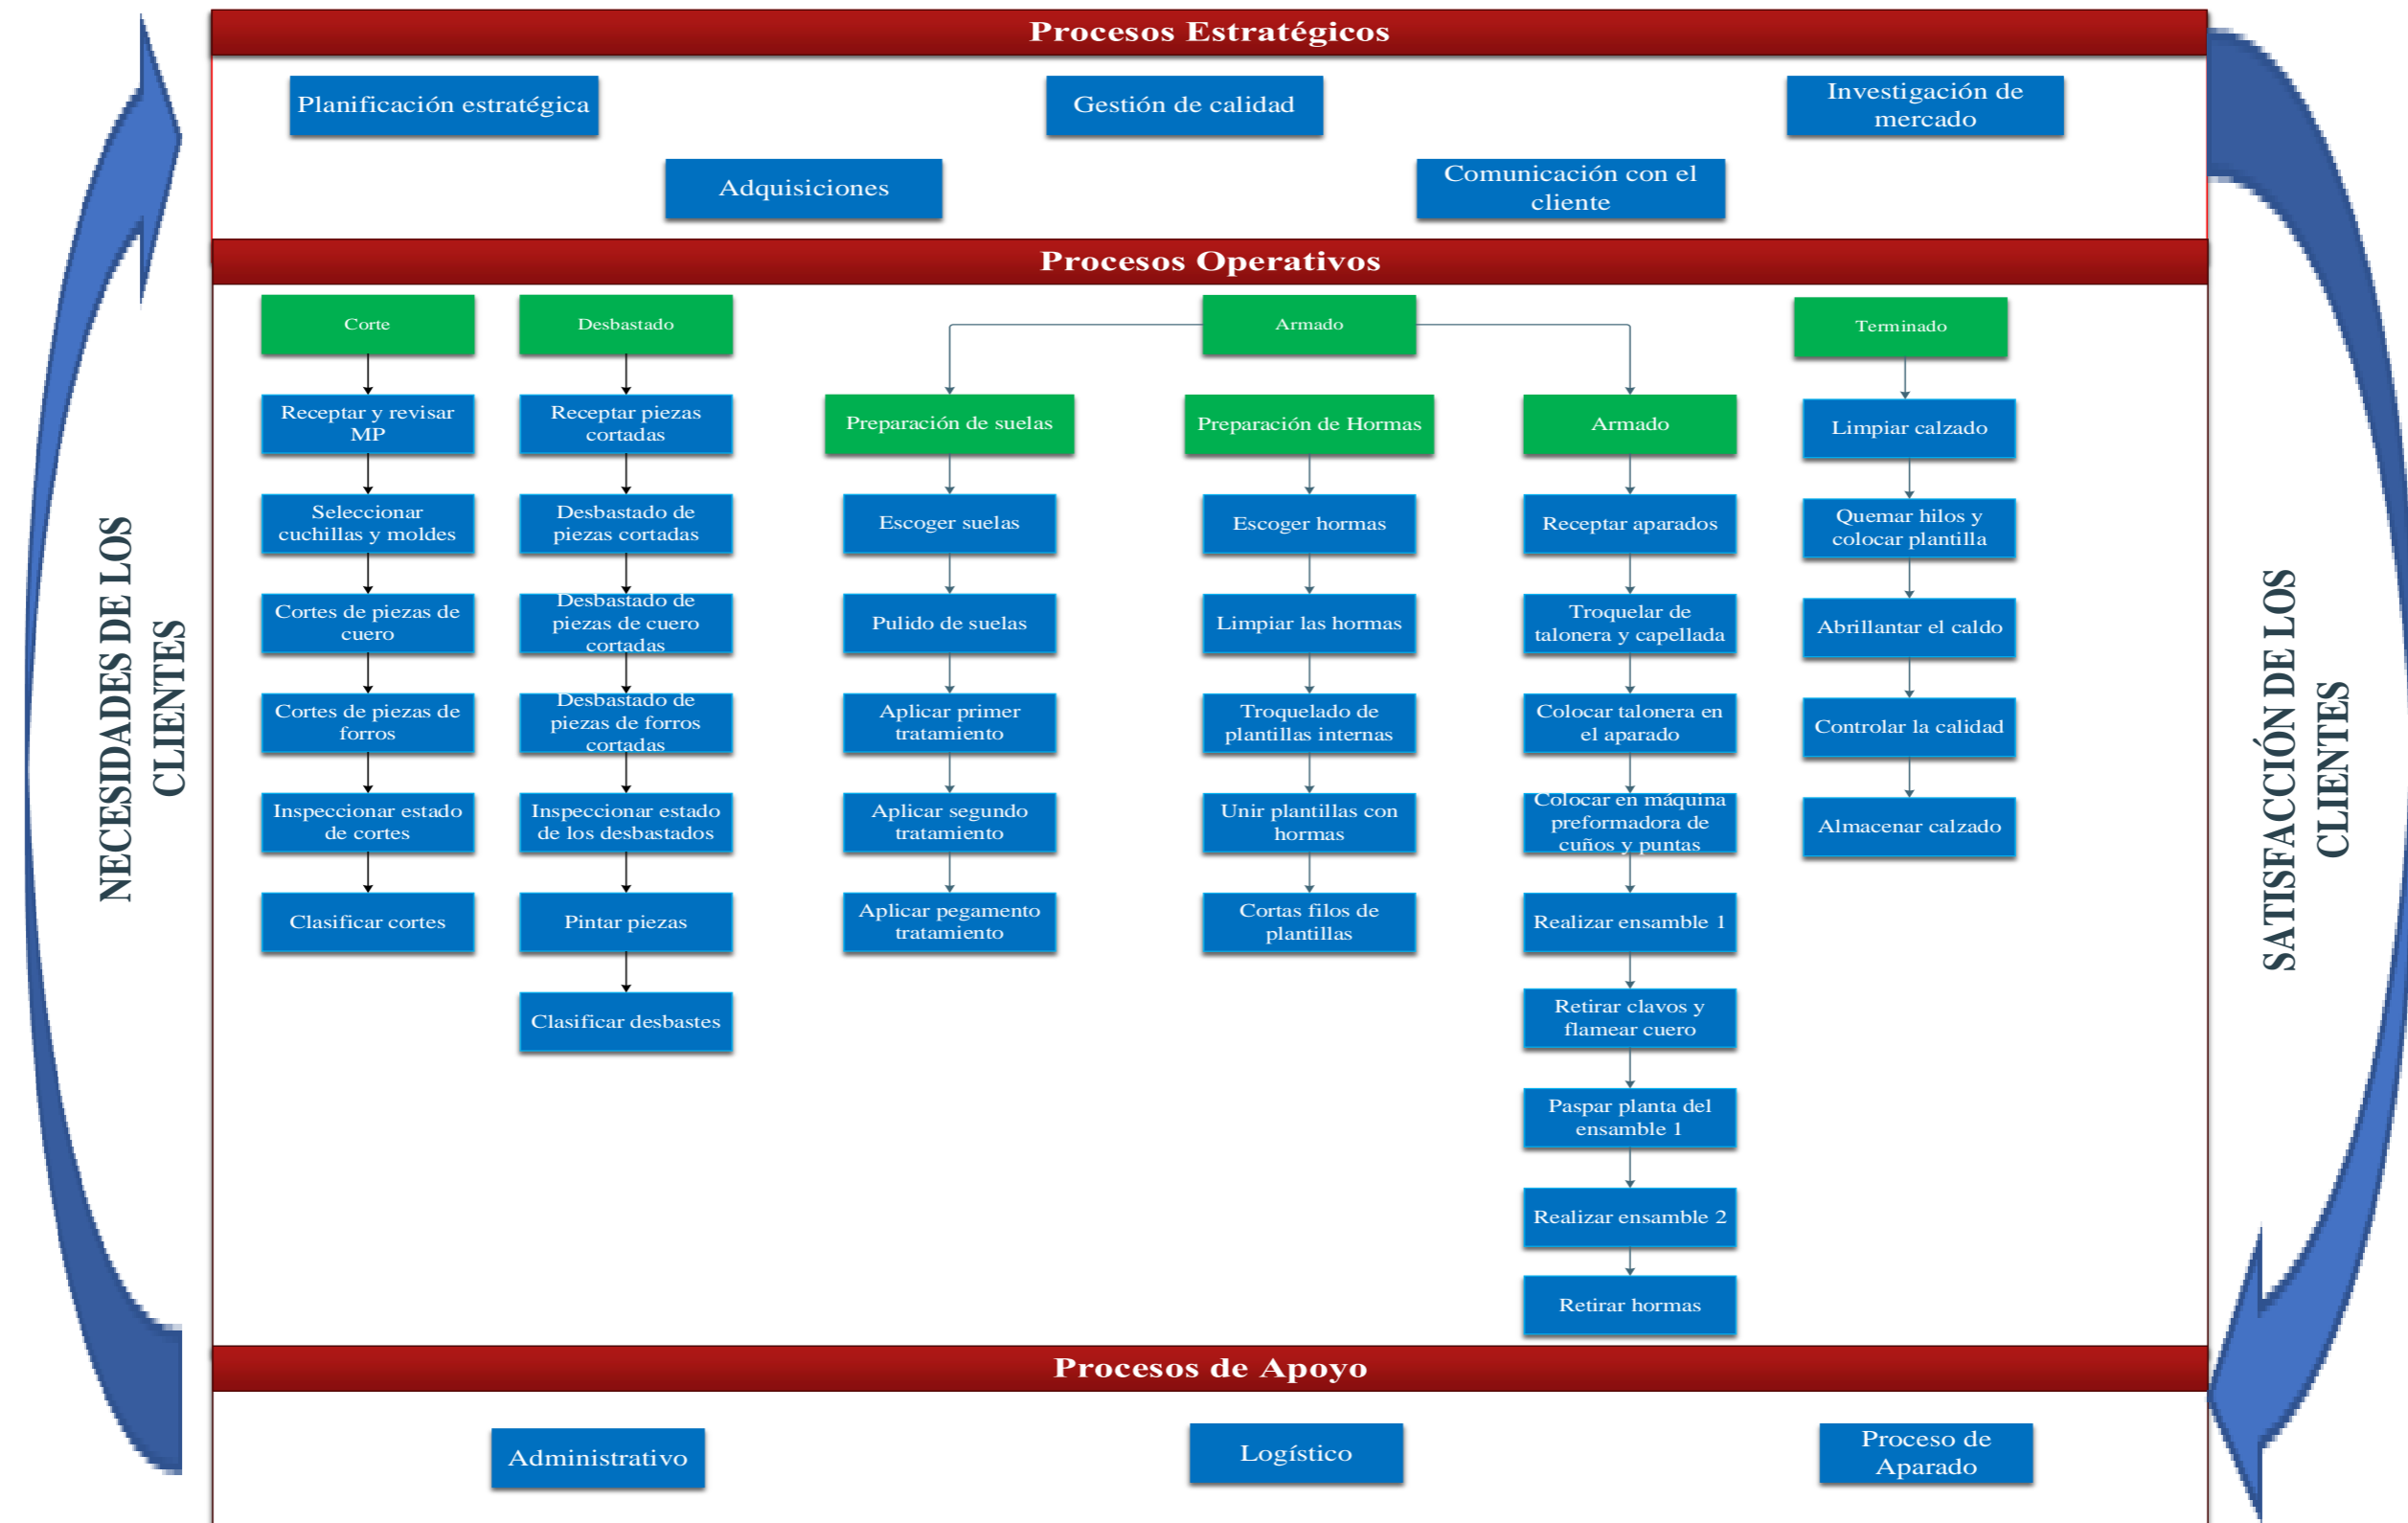 Procesos Estratégicos
Planificación estratégica
Gestión de calidad
Investigación de
mercado
Adquisiciones
Comunicación con el
cliente
Procesos Operativos
Corte
Receptar y revisar
MP
Seleccionar
cuchillas y moldes
Cortes de piezas de
cuero
Cortes de piezas de
forros
Inspeccionar estado
de cortes
Clasificar cortes
Desbastado
Receptar piezas
cortadas
Desbastado de
piezas cortadas
Desbastado de
piezas de cuero
cortadas
Desbastado de
piezas de forros
cortadas
Inspeccionar estado
de los desbastados
Pintar piezas
Clasificar desbastes
Armado
Preparación de suelas
Escoger suelas
Pulido de suelas
Aplicar primer
tratamiento
Aplicar segundo
tratamiento
Aplicar pegamento
tratamiento
Preparación de Hormas
Escoger hormas
Limpiar las hormas
Troquelado de
plantillas internas
Unir plantillas con
hormas
Cortas filos de
plantillas
Armado
Receptar aparados
Troquelar de
talonera y capellada
Colocar talonera en
el aparado
Colocar en máquina
preformadora de
cuños y puntas
Realizar ensamble 1
Retirar clavos y
flamear cuero
Paspar planta del
ensamble 1
Realizar ensamble 2
Retirar hormas
Terminado
Limpiar calzado
Quemar hilos y
colocar plantilla
Abrillantar el caldo
Controlar la calidad
Almacenar calzado
Procesos de Apoyo
Administrativo
Logístico
Proceso de
Aparado
NECESIDADES DE LOS
CLIENTES
SATISFACCIÓN DE LOS
CLIENTES